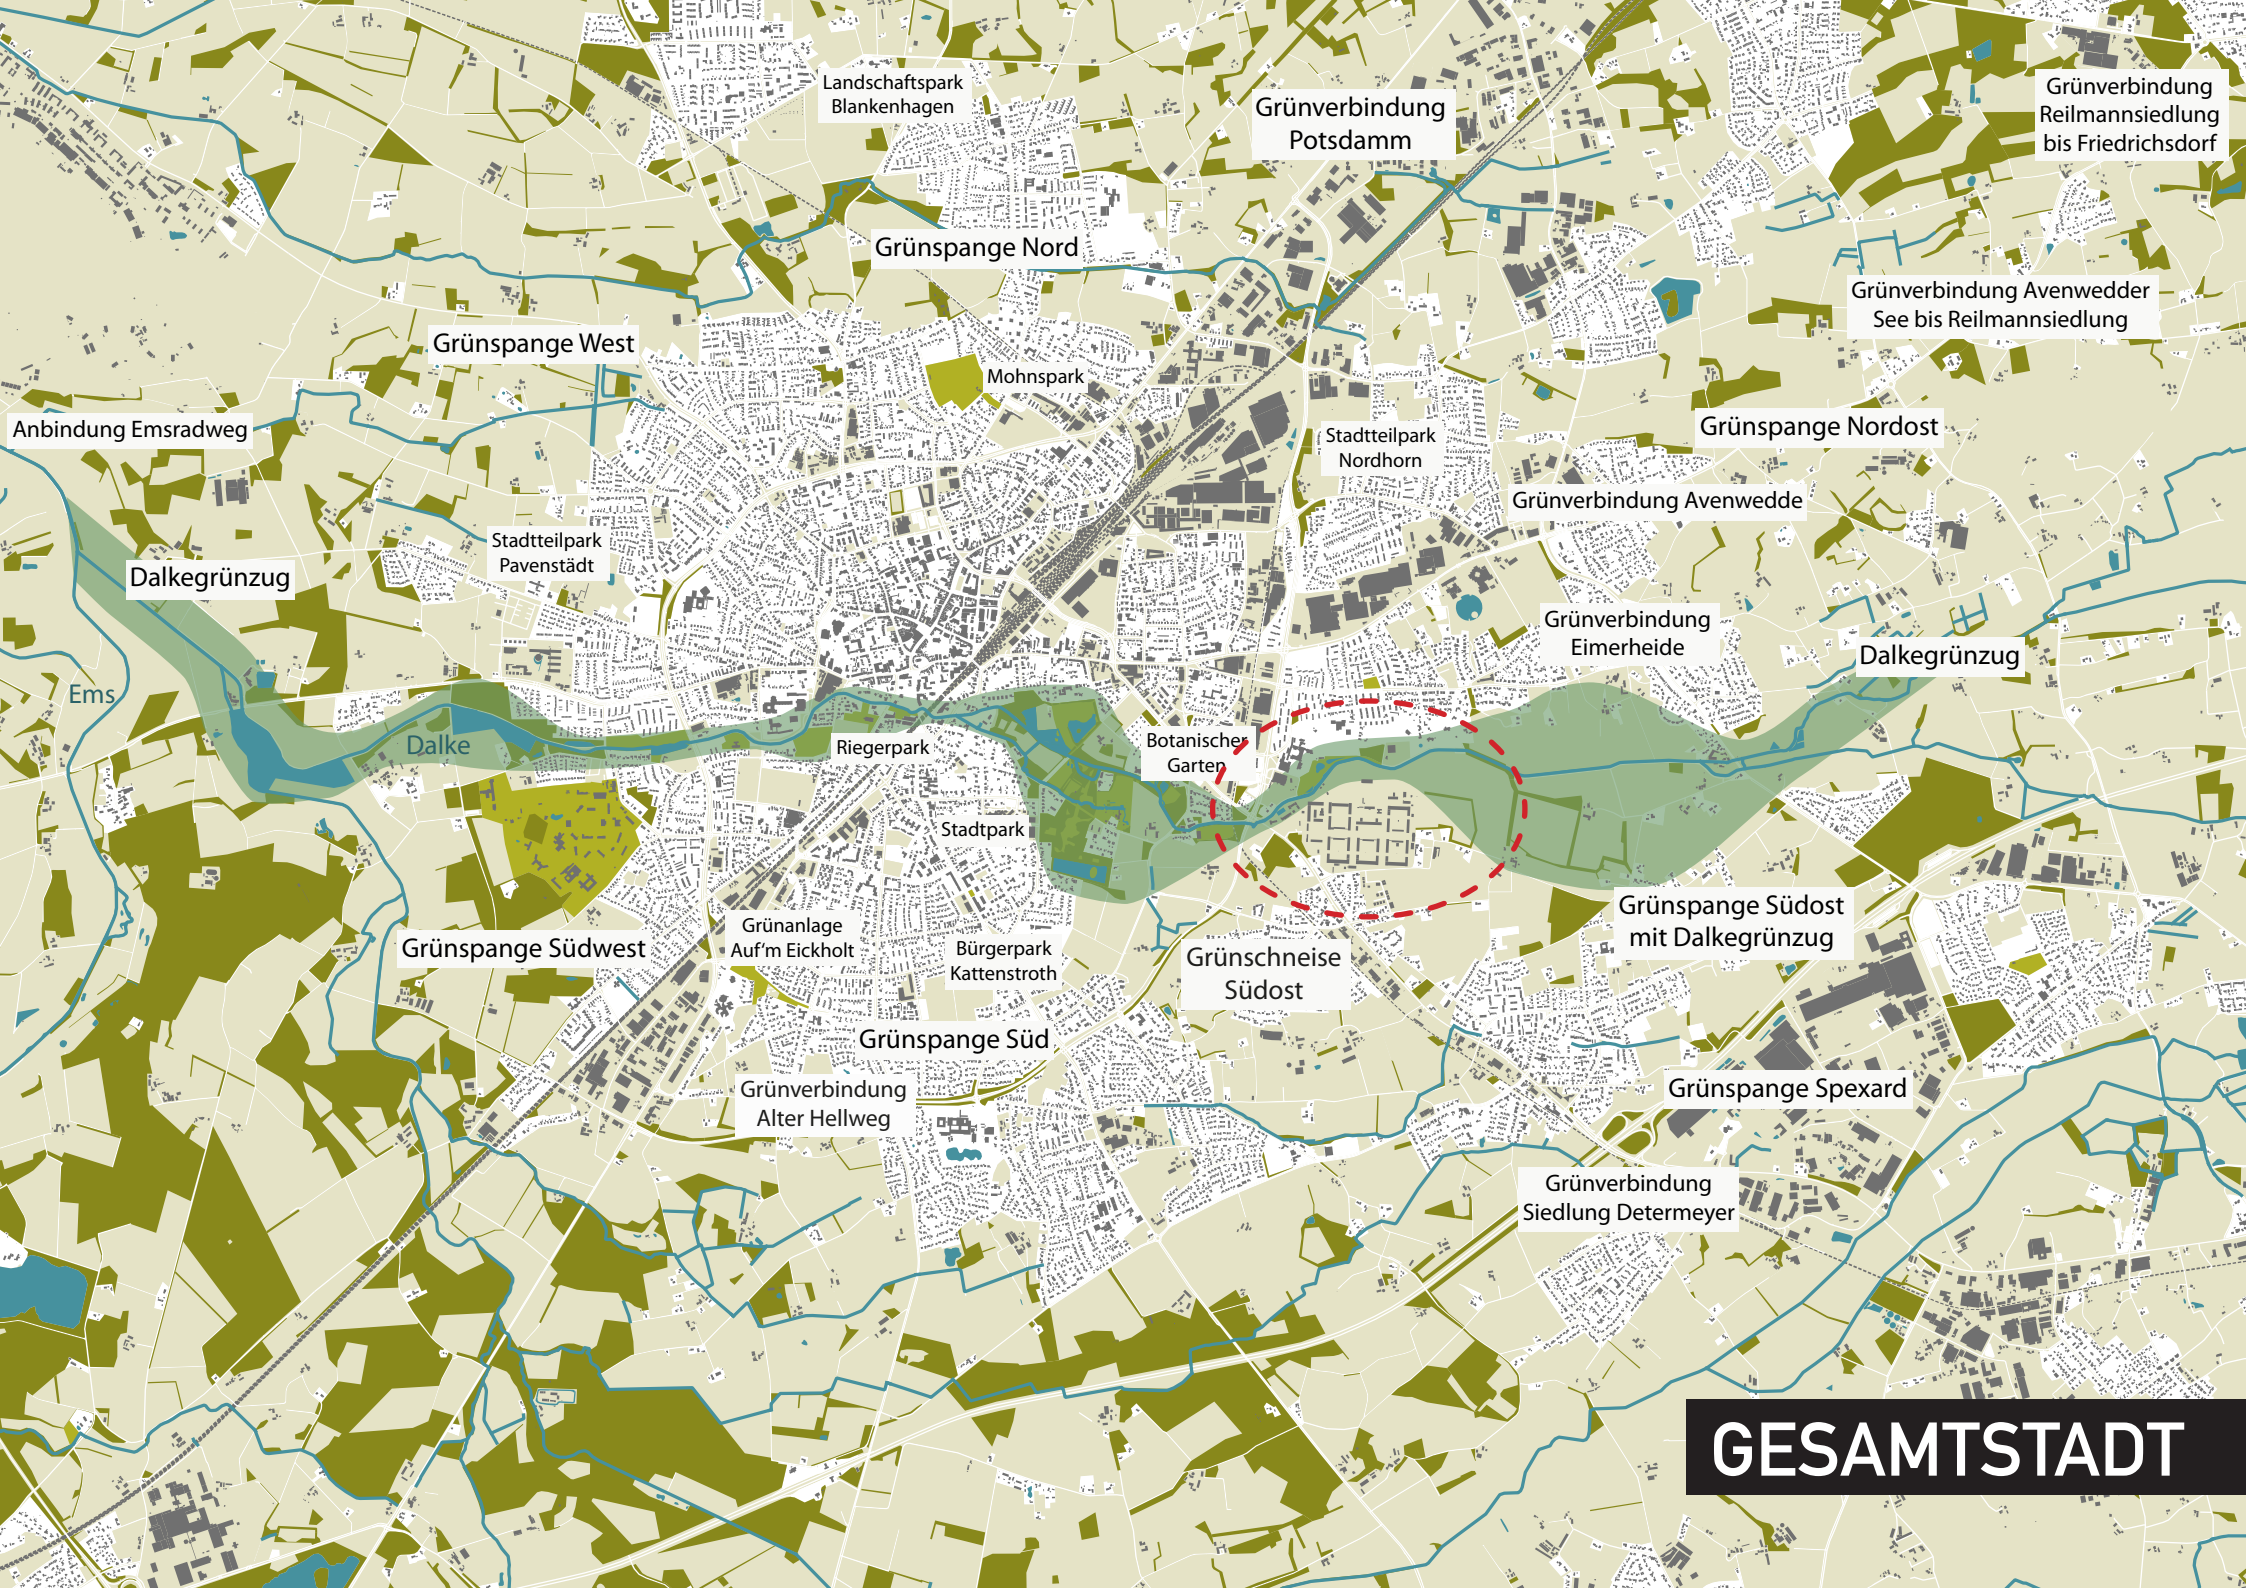 Landschaftspark
Blankenhagen
Grünverbindung
Potsdamm
Grünverbindung
Reilmannsiedlung
bis Friedrichsdorf
Grünspange Nord
Grünverbindung Avenwedder
See bis Reilmannsiedlung
Grünspange West
Mohnspark
Anbindung Emsradweg
Stadtteilpark
Nordhorn
Grünspange Nordost
Grünverbindung Avenwedde
Stadtteilpark
Pavenstädt
Dalkegrünzug
Grünverbindung
Eimerheide
Dalkegrünzug
Ems
Dalke
Riegerpark
Botanischer
Garten
Stadtpark
Grünspange Südost
mit Dalkegrünzug
Grünspange Südwest
Grünanlage
Auf‘m Eickholt
Bürgerpark
Kattenstroth
Grünschneise
Südost
Grünspange Süd
Grünverbindung
Alter Hellweg
Grünspange Spexard
Grünverbindung
Siedlung Determeyer
GESAMTSTADT